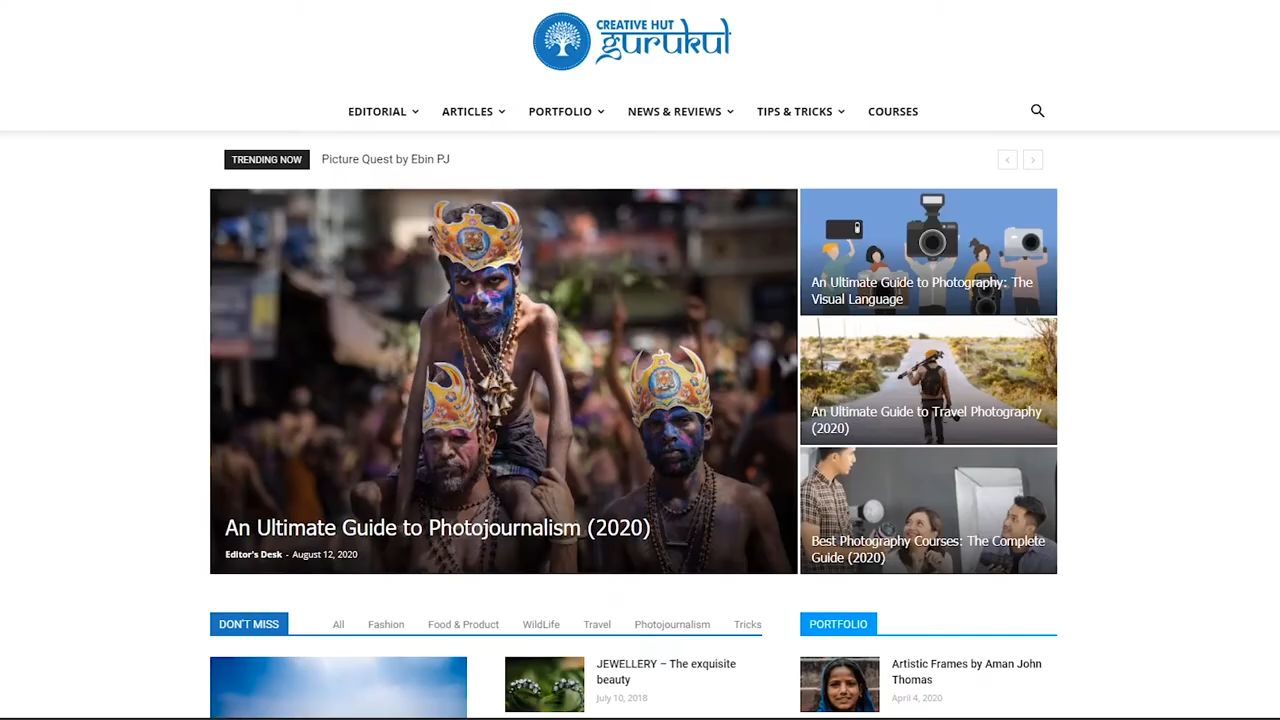 CREATIVE HUT
gurukul
EDITORIAL
ARTICLES
PORTFOLIO
NEWS & REVIEWS
TIPS & TRICKS
COURSES
TRENDING NOW
Picture Quest by Ebin PJ
An Ultimate Guide to Photojournalism (2020)
Editor's Desk - August 12, 2020
An Ultimate Guide to Photography: The
Visual Language
An Ultimate Guide to Travel Photography
(2020)
Best Photography Courses: The Complete
Guide (2020)
DON'T MISS
All
Fashion
Food & Product
WildLife
Travel
Photojournalism
Tricks
JEWELLERY – The exquisite
beauty
July 10, 2018
PORTFOLIO
Artistic Frames by Aman John
Thomas
April 4, 2020